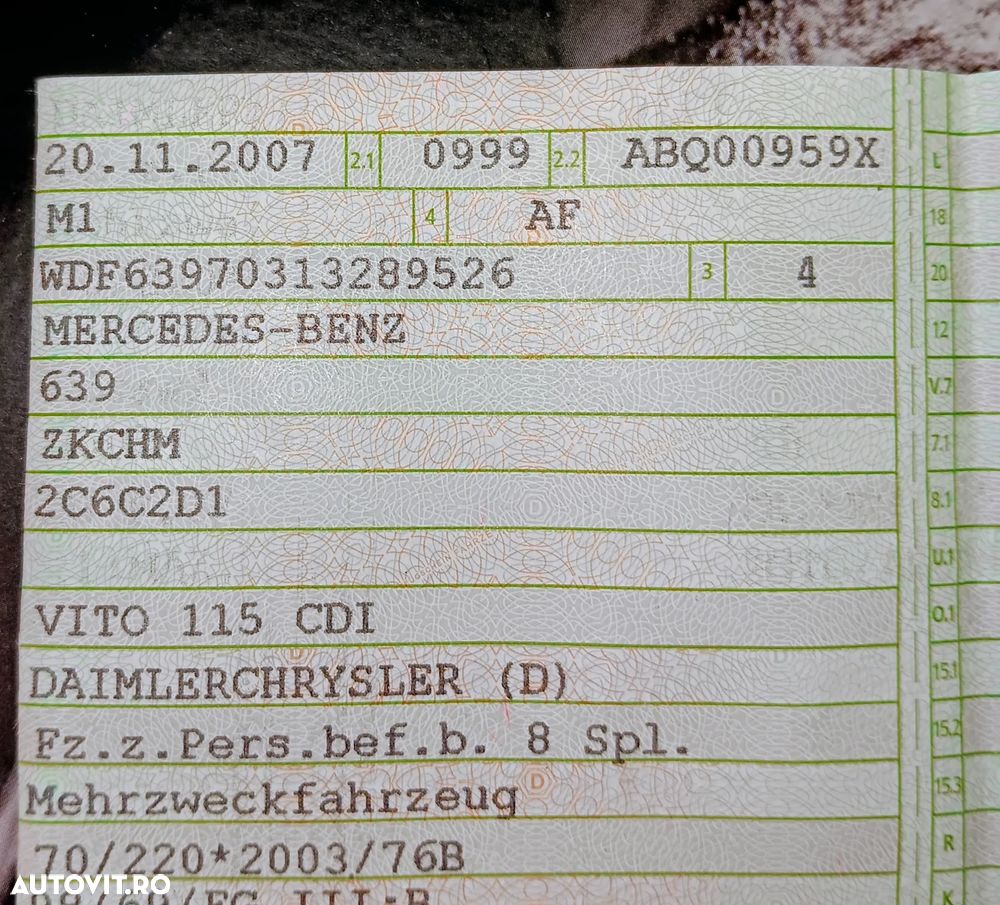 20.11.2007 2.1 0999 2.2 ABQ00959X L
M1 4 AF 18
WDF63970313289526 3 4 20
MERCEDES-BENZ 12
639 V.7
ZKCHM 7.1
2C6C2D1 8.1
U.1
VITO 115 CDI O.1
DAIMLERCHRYSLER (D) 15.1
Fz.z.Pers.bef.b. 8 Spl. 15.2
Mehrzweckfahrzeug 15.3
70/220*2003/76B R
AUTOVIT.RO
K